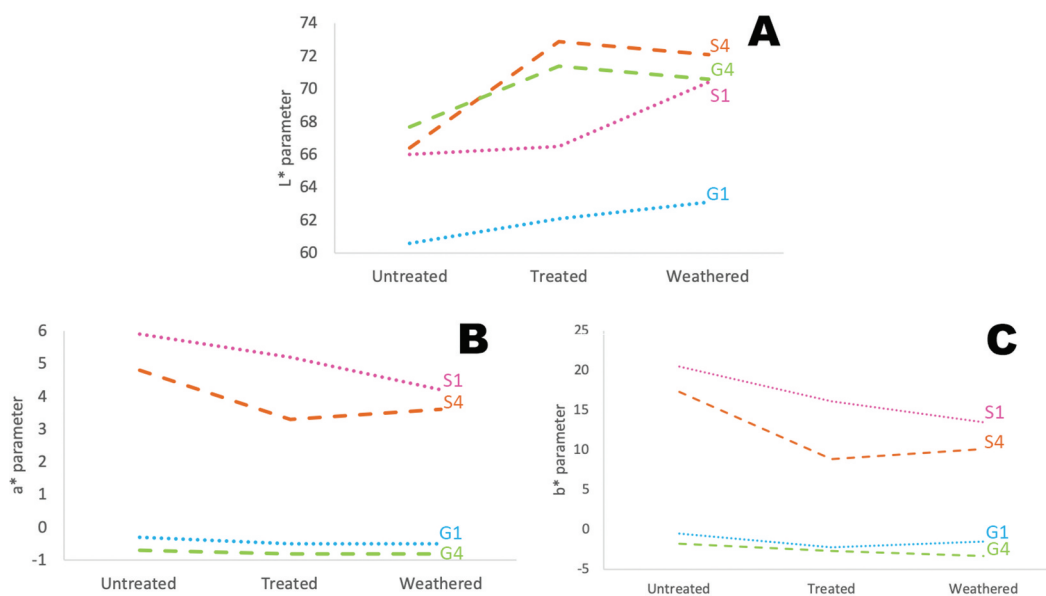 A
L* parameter
74
72
70
68
66
64
62
60
S4
G4
S1
G1
Untreated Treated Weathered
B
a* parameter
6
5
4
3
2
1
0
-1
S1
S4
G1
G4
Untreated Treated Weathered
C
b* parameter
25
20
15
10
5
0
-5
S1
S4
G1
G4
Untreated Treated Weathered